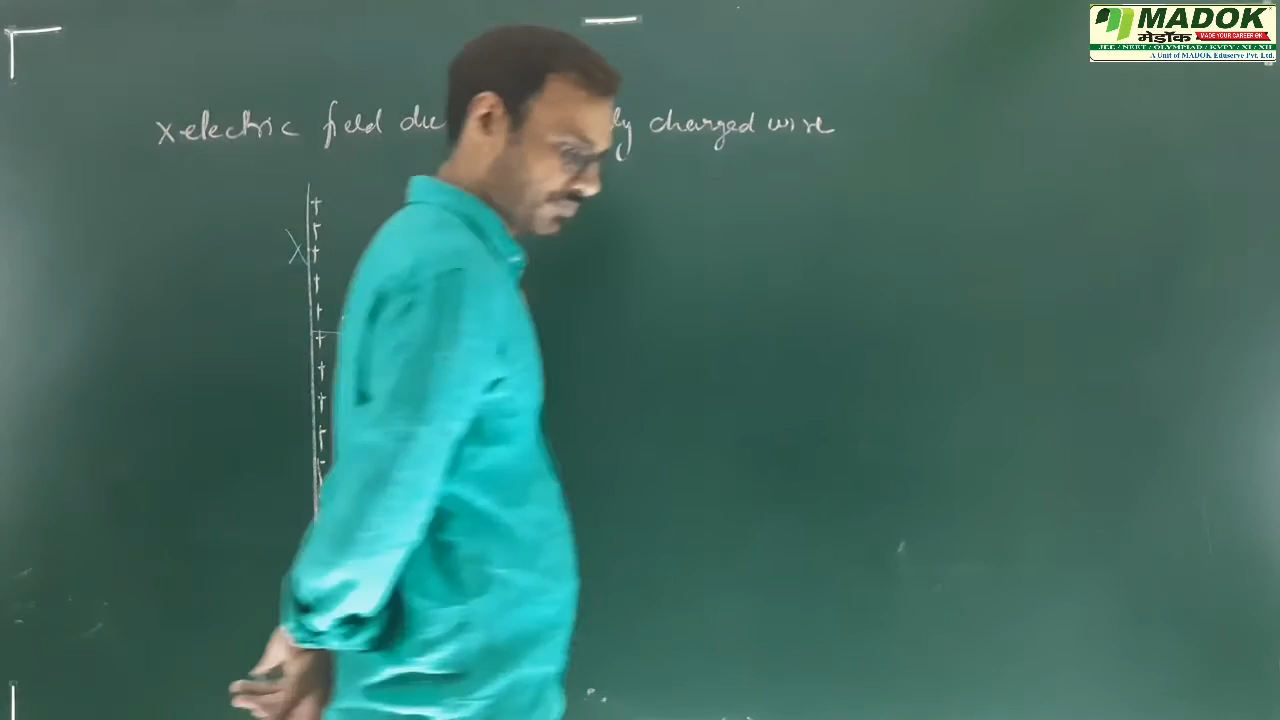 MADOK
मेडॉक MADE YOUR CAREER OK
JEE / NEET / OLYMPIAD / KVPY / XI / XII
A Unit of MADOK Eduserve Pvt. Ltd.
x electric field due charged wire
λ
+
+
+
+
+
+
+
+
+
+